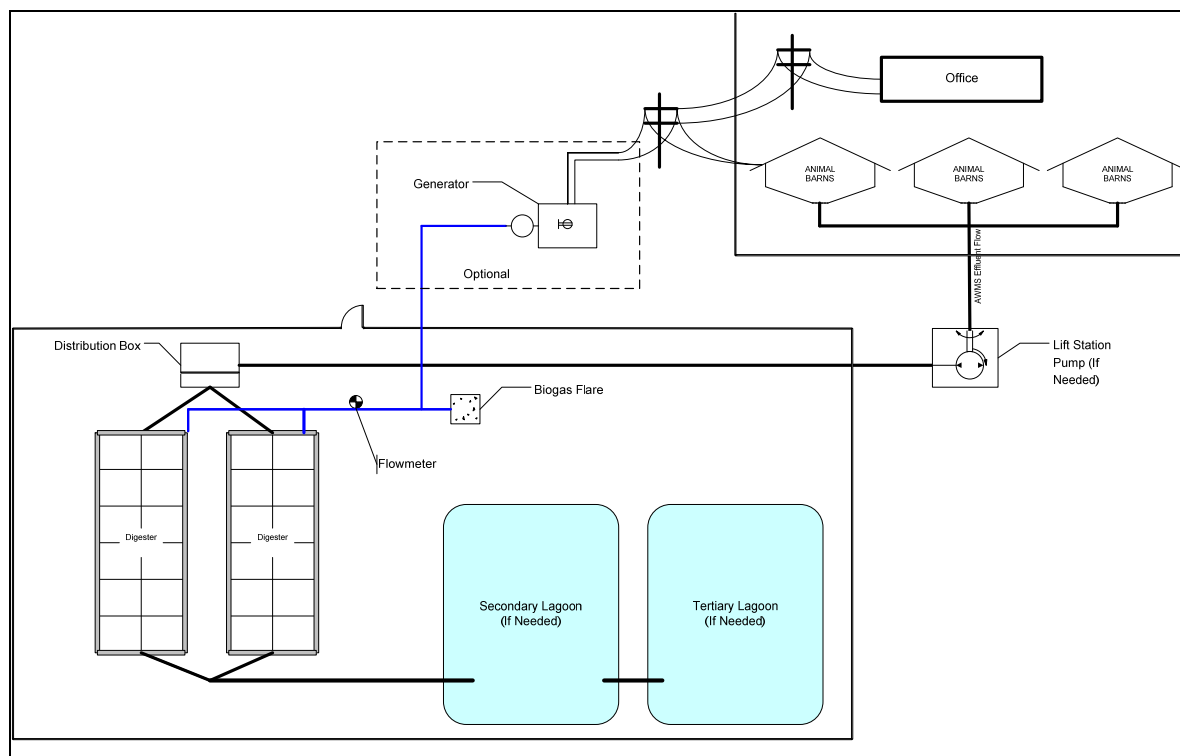 Office
ANIMAL
BARNS
ANIMAL
BARNS
ANIMAL
BARNS
Generator
Optional
AWMS Effluent Flow
Distribution Box
Lift Station
Pump (If
Needed)
Biogas Flare
Flowmeter
Digester
Digester
Secondary Lagoon
(If Needed)
Tertiary Lagoon
(If Needed)